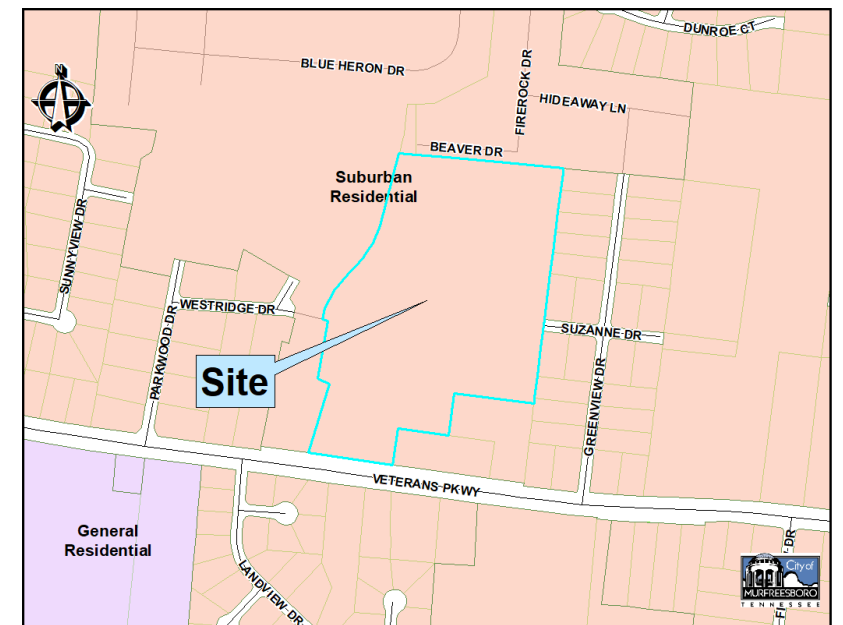 DUNROE CT
BLUE HERON DR
FIREROCK DR
N
HIDEAWAY LN
BEAVER DR
Suburban
Residential
SUNNYVIEW DR
WESTRIDGE DR
PARKWOOD DR
SUZANNE DR
Site
GREENVIEW DR
VETERANS PKWY
General
Residential
LANDVIEW DR
DR
City of
MURFREESBORO
TENNESSEE